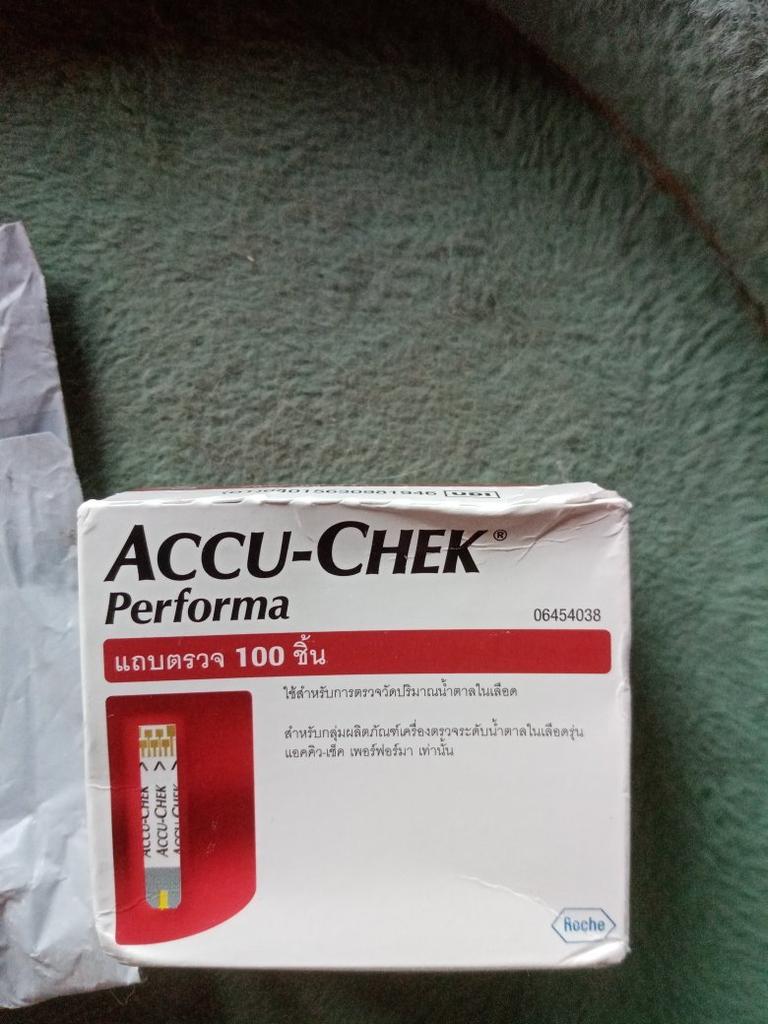 UDI
ACCU-CHEK®
Performa
06454038
แถบตรวจ 100 ชิ้น
ใช้สำหรับการตรวจวัดปริมาณน้ำตาลในเลือด
สำหรับกลุ่มผลิตภัณฑ์เครื่องตรวจระดับน้ำตาลในเลือดรุ่น
แอคคิว-เช็ค เพอร์ฟอร์มา เท่านั้น
ACCU-CHEK
ACCU-CHEK
ACCU-CHEK
Roche